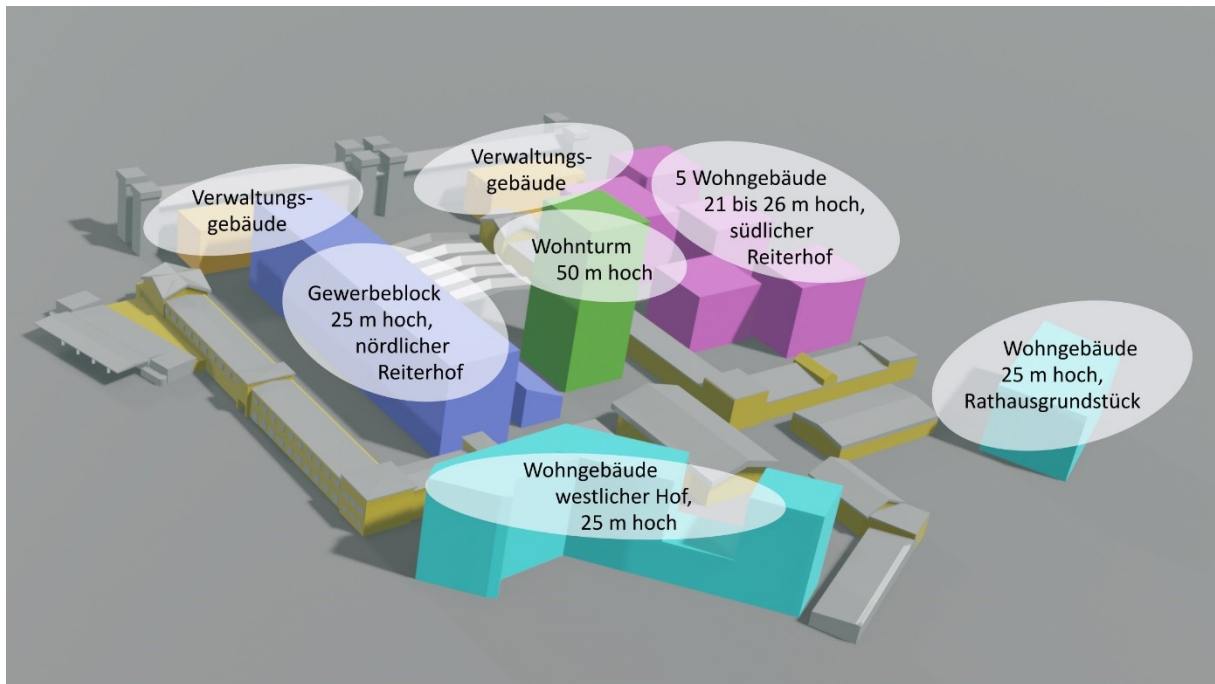 Verwaltungs-
gebäude
Verwaltungs-
gebäude
5 Wohngebäude
21 bis 26 m hoch,
südlicher
Reiterhof
Wohnturm
50 m hoch
Gewerbeblock
25 m hoch,
nördlicher
Reiterhof
Wohngebäude
25 m hoch,
Rathausgrundstück
Wohngebäude
westlicher Hof,
25 m hoch